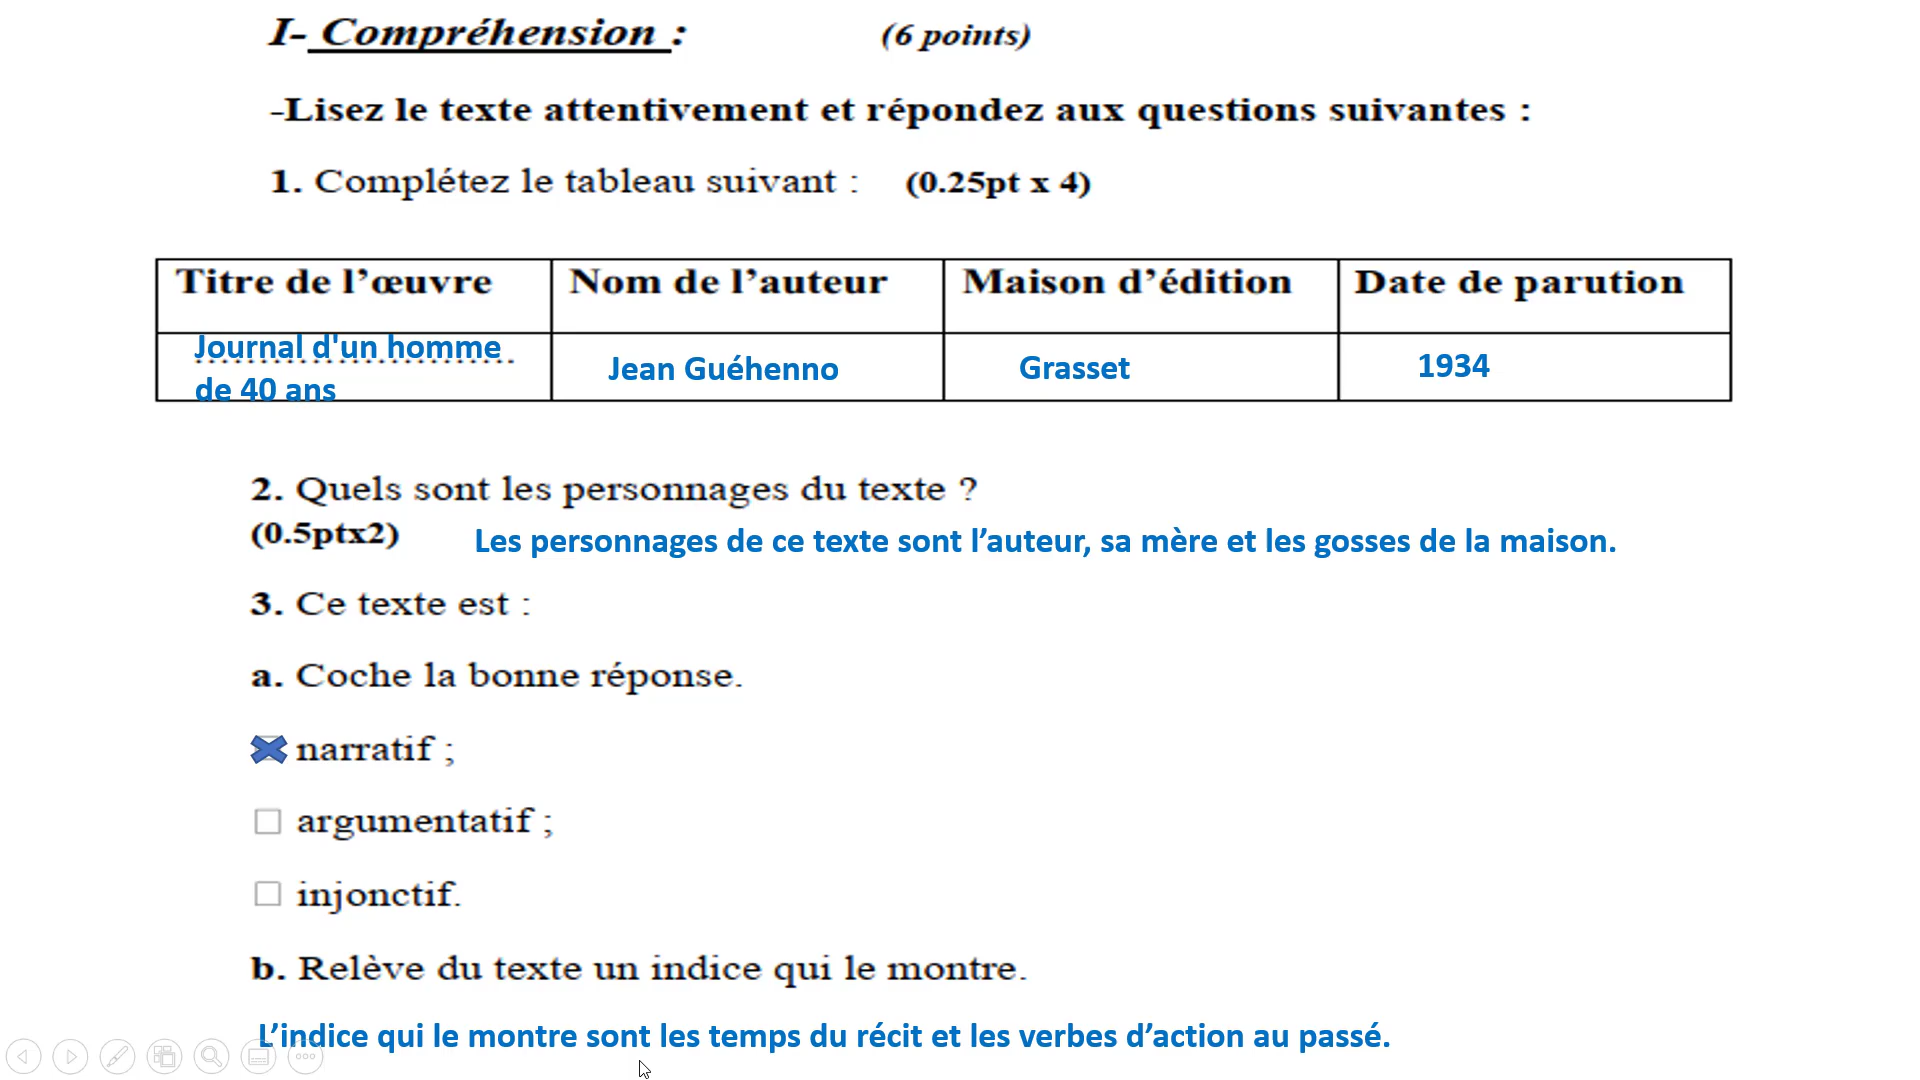 I- Compréhension : (6 points)
-Lisez le texte attentivement et répondez aux questions suivantes :
1. Complétez le tableau suivant : (0.25pt x 4)
Titre de l'œuvre Nom de l'auteur Maison d'édition Date de parution
Journal d'un homme
de 40 ans Jean Guéhenno Grasset 1934
2. Quels sont les personnages du texte ?
(0.5ptx2) Les personnages de ce texte sont l'auteur, sa mère et les gosses de la maison.
3. Ce texte est :
a. Coche la bonne réponse.
narratif ;
argumentatif ;
injonctif.
b. Relève du texte un indice qui le montre.
L'indice qui le montre sont les temps du récit et les verbes d'action au passé.